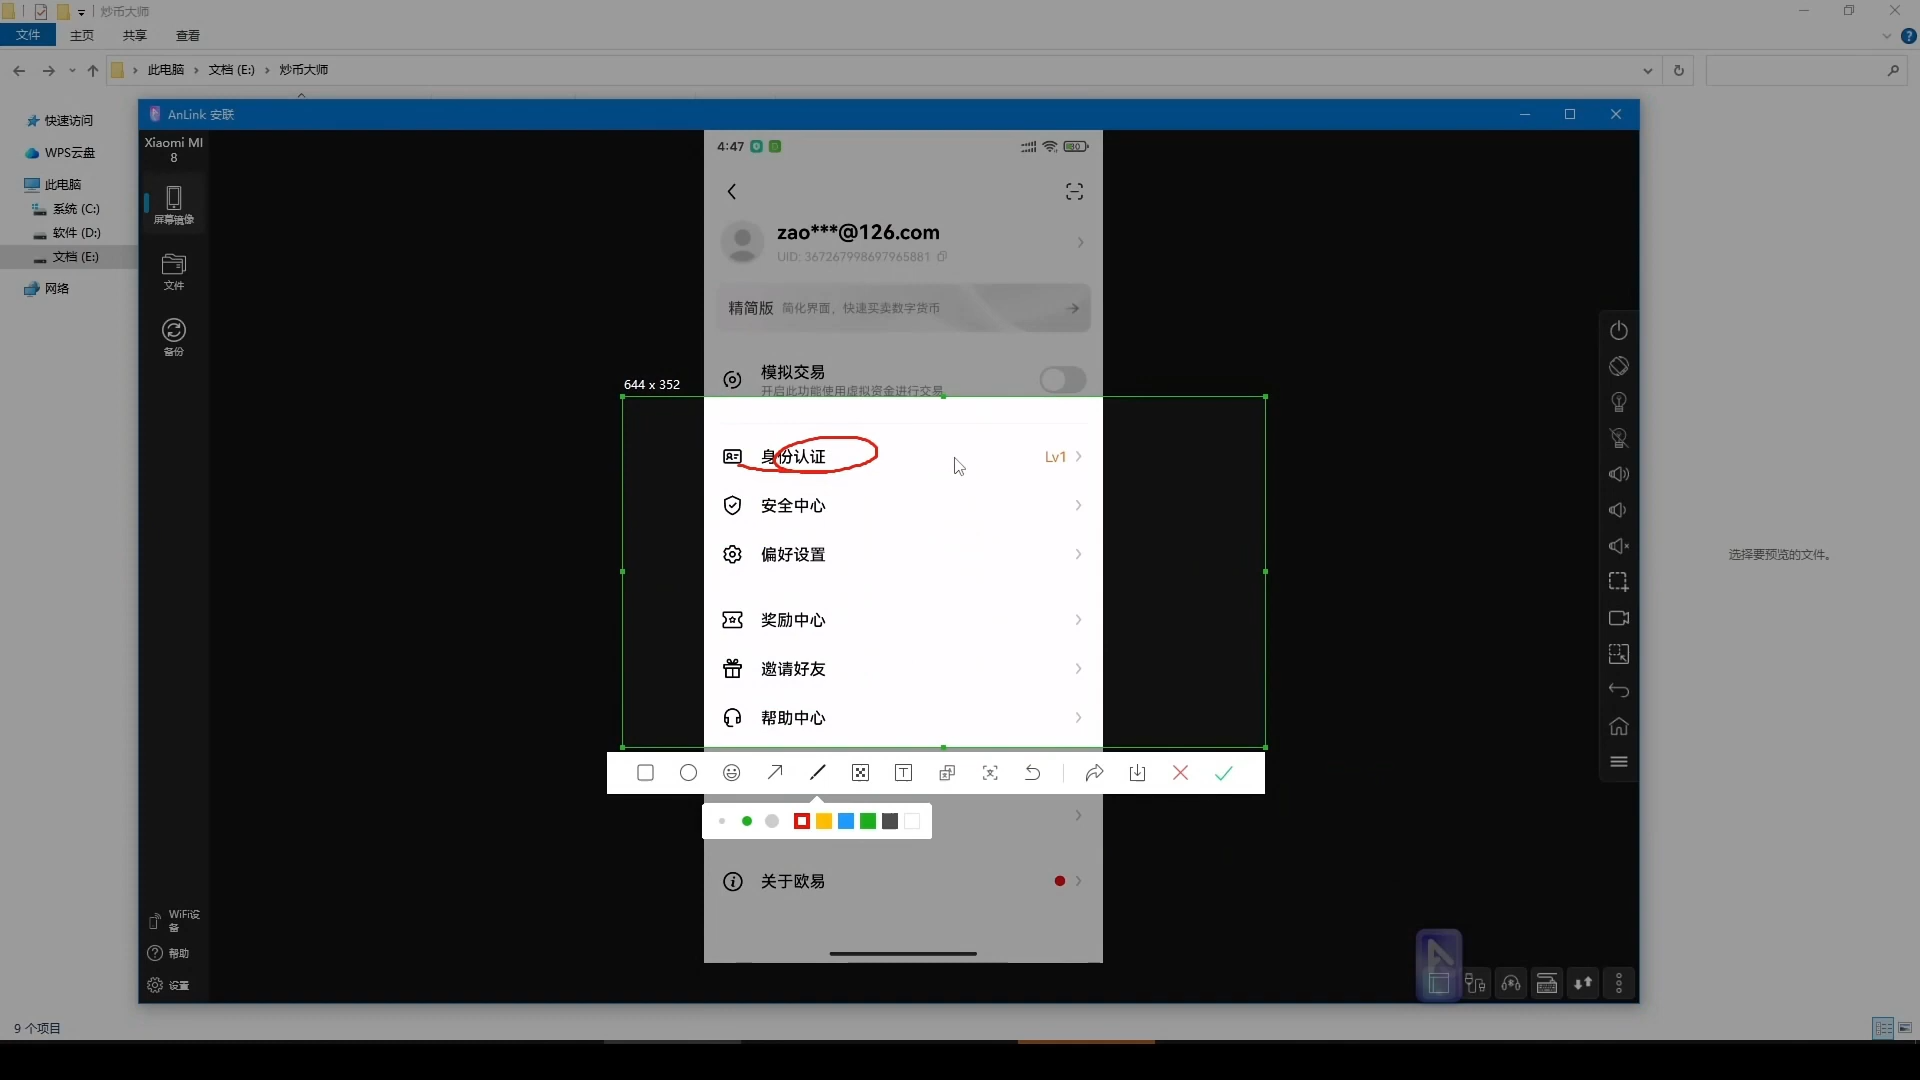 炒币大师
文件
主页
共享
查看
此电脑
文档 (E:)
炒币大师
快速访问
WPS云盘
此电脑
系统 (C:)
软件 (D:)
文档 (E:)
网络
AnLink 安联
Xiaomi MI
8
屏幕镜像
文件
备份
4:47
80
zao***@126.com
UID: 367267998697965881
精简版 简化界面，快速买卖数字货币
模拟交易
开启此功能使用虚拟资金进行交易
644 x 352
身份认证
Lv1
安全中心
偏好设置
奖励中心
邀请好友
帮助中心
关于欧易
选择要预览的文件。
WiFi设
备
帮助
设置
9 个项目